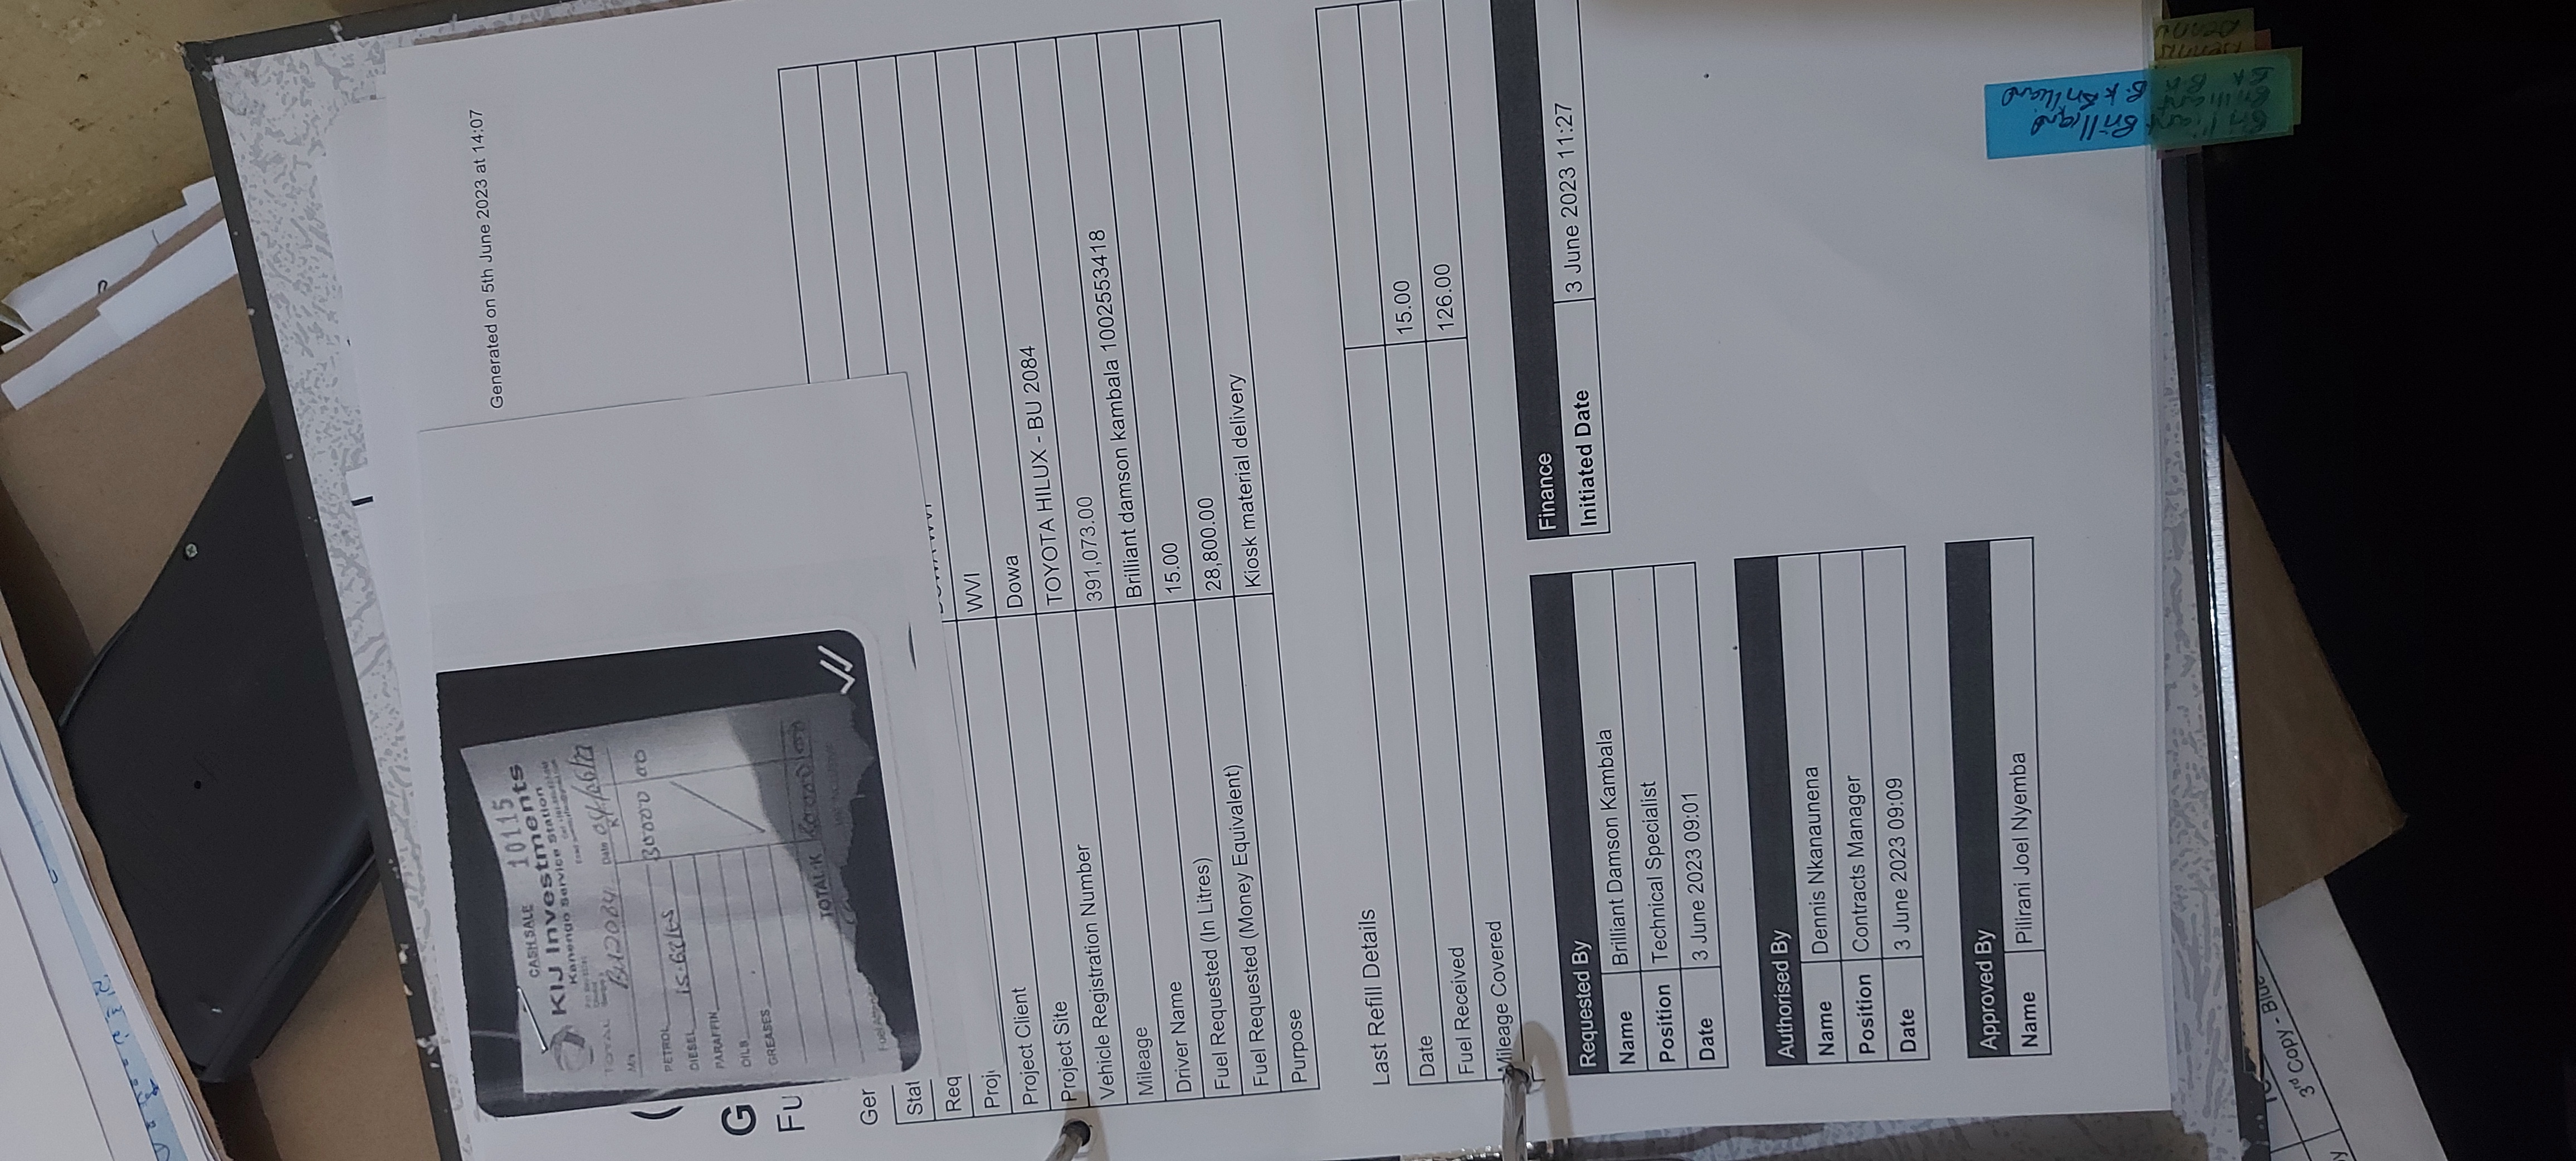 Generated on 5th June 2023 at 14:07
CASH SALE 10115
KIJ Investments
Kanengo Service Station
TOTAL
M/s BU2084 Date 04/06/23
K
PETROL 30000 00
DIESEL 15.62lts
PARAFFIN
OILS
GREASES
TOTAL K 30000 00
G
Fu
Ger
Stat
Req
Proj
Project Client WVI
Project Site Dowa
Vehicle Registration Number TOYOTA HILUX - BU 2084
Mileage 391,073.00
Driver Name Brilliant damson kambala 1002553418
Fuel Requested (In Litres) 15.00
Fuel Requested (Money Equivalent) 28,800.00
Purpose Kiosk material delivery
Last Refill Details
Date
Fuel Received 15.00
Mileage Covered 126.00
Requested By
Name Brilliant Damson Kambala
Position Technical Specialist
Date 3 June 2023 09:01
Finance
Initiated Date 3 June 2023 11:27
Authorised By
Name Dennis Nkanaunena
Position Contracts Manager
Date 3 June 2023 09:09
Approved By
Name Pilirani Joel Nyemba
Brilliant Brilliand
B.K Brilliand
3rd Copy - Blue